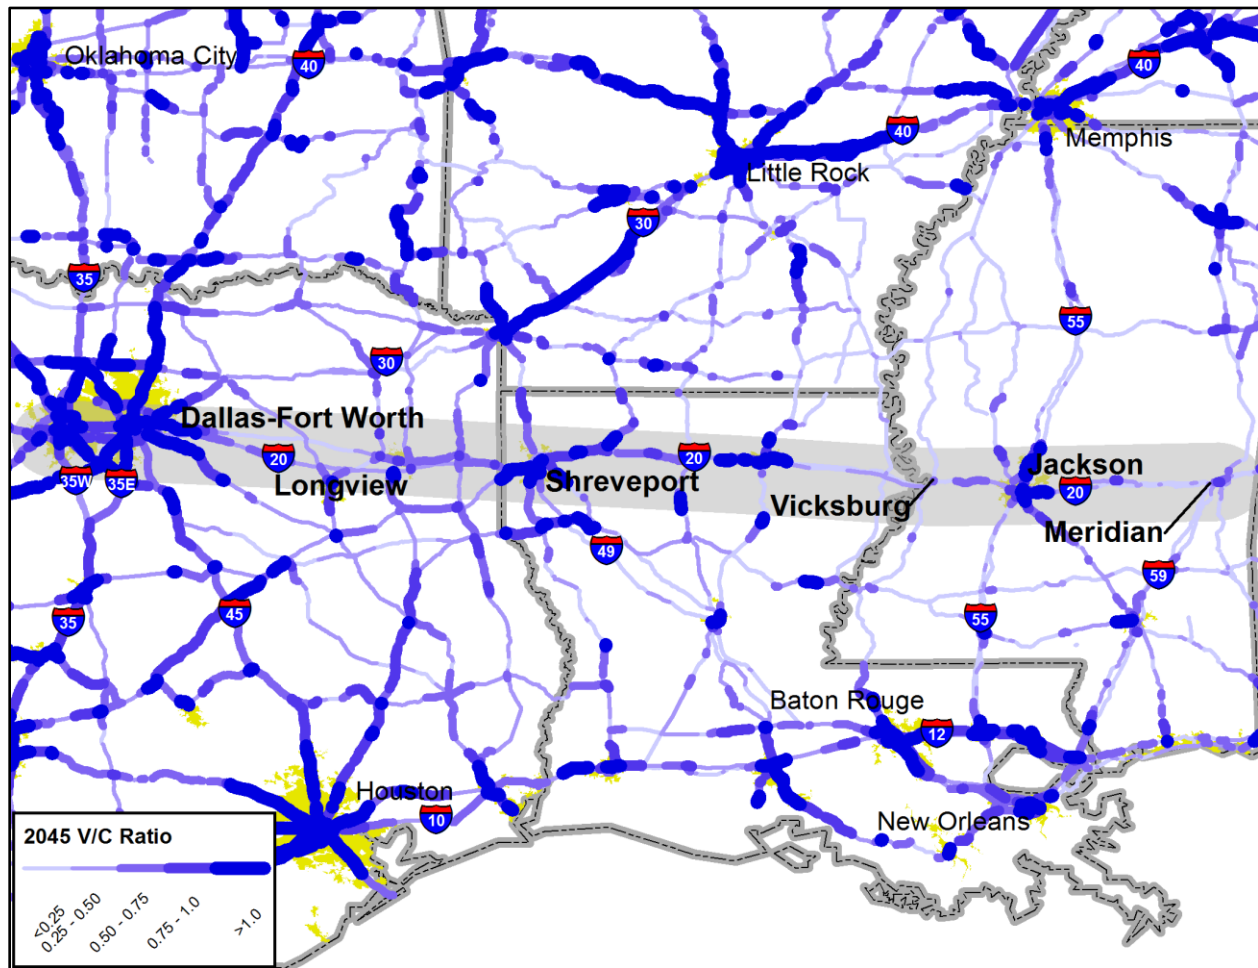 Oklahoma City
40
40
40
Memphis
Little Rock
30
35
55
30
Dallas-Fort Worth
20
20
Jackson
35W
35E
Longview
Shreveport
20
Vicksburg
Meridian
49
59
35
45
55
Baton Rouge
12
Houston
10
New Orleans
2045 V/C Ratio
<0.25
0.25 - 0.50
0.50 - 0.75
0.75 - 1.0
>1.0